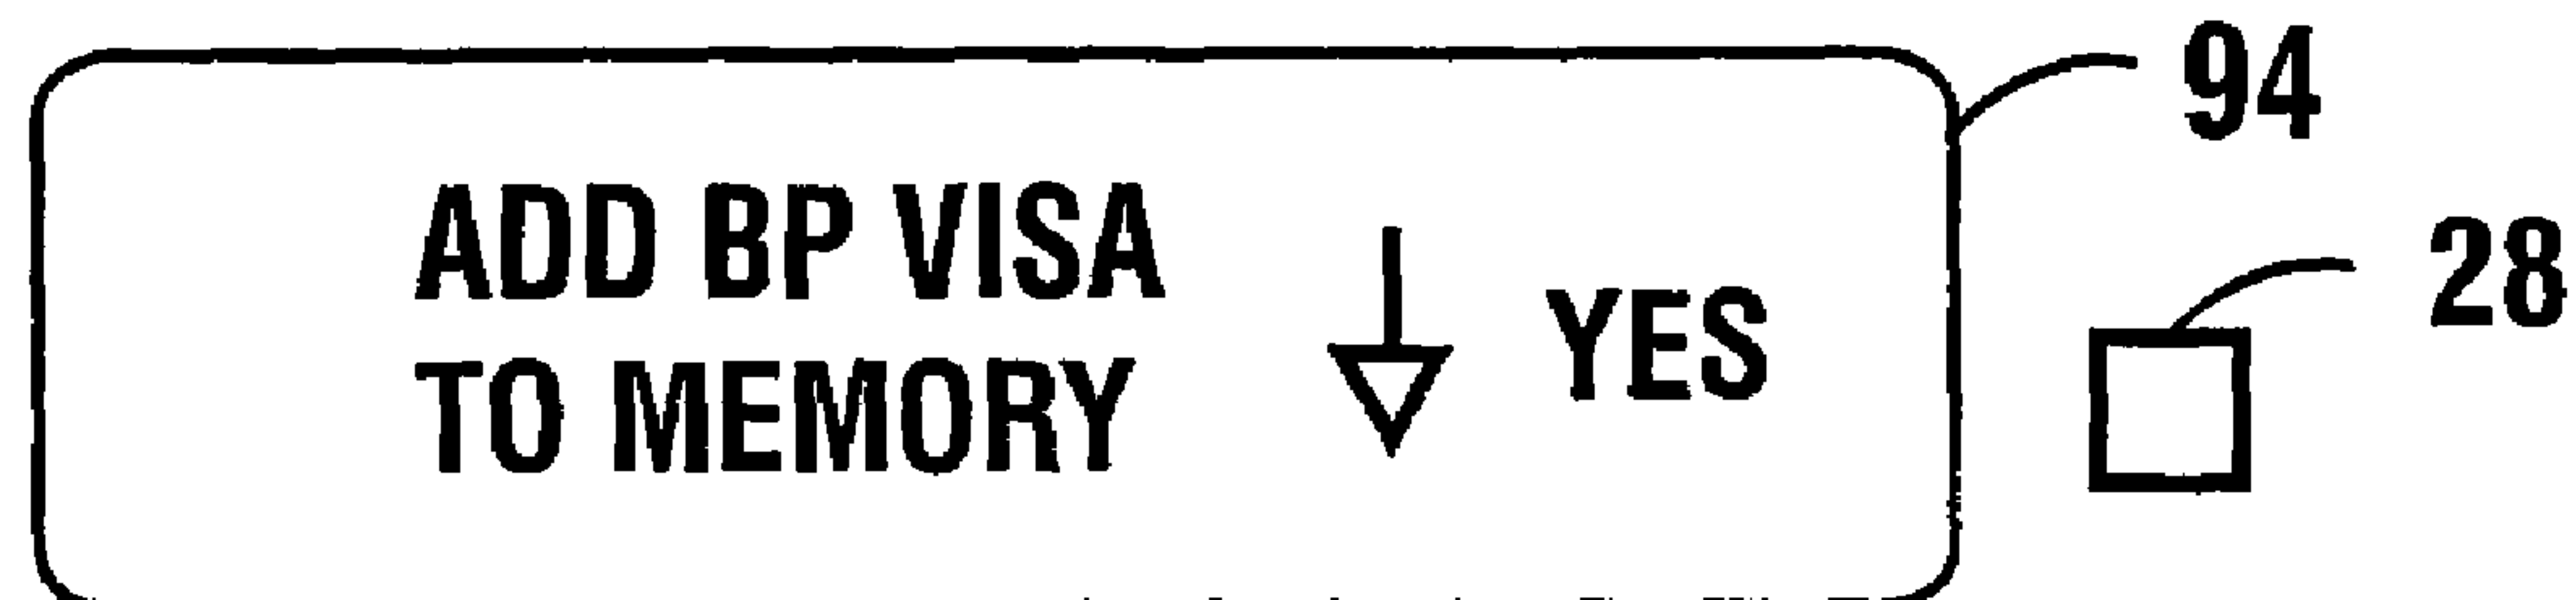 94
ADD BP VISA
TO MEMORY
YES
28